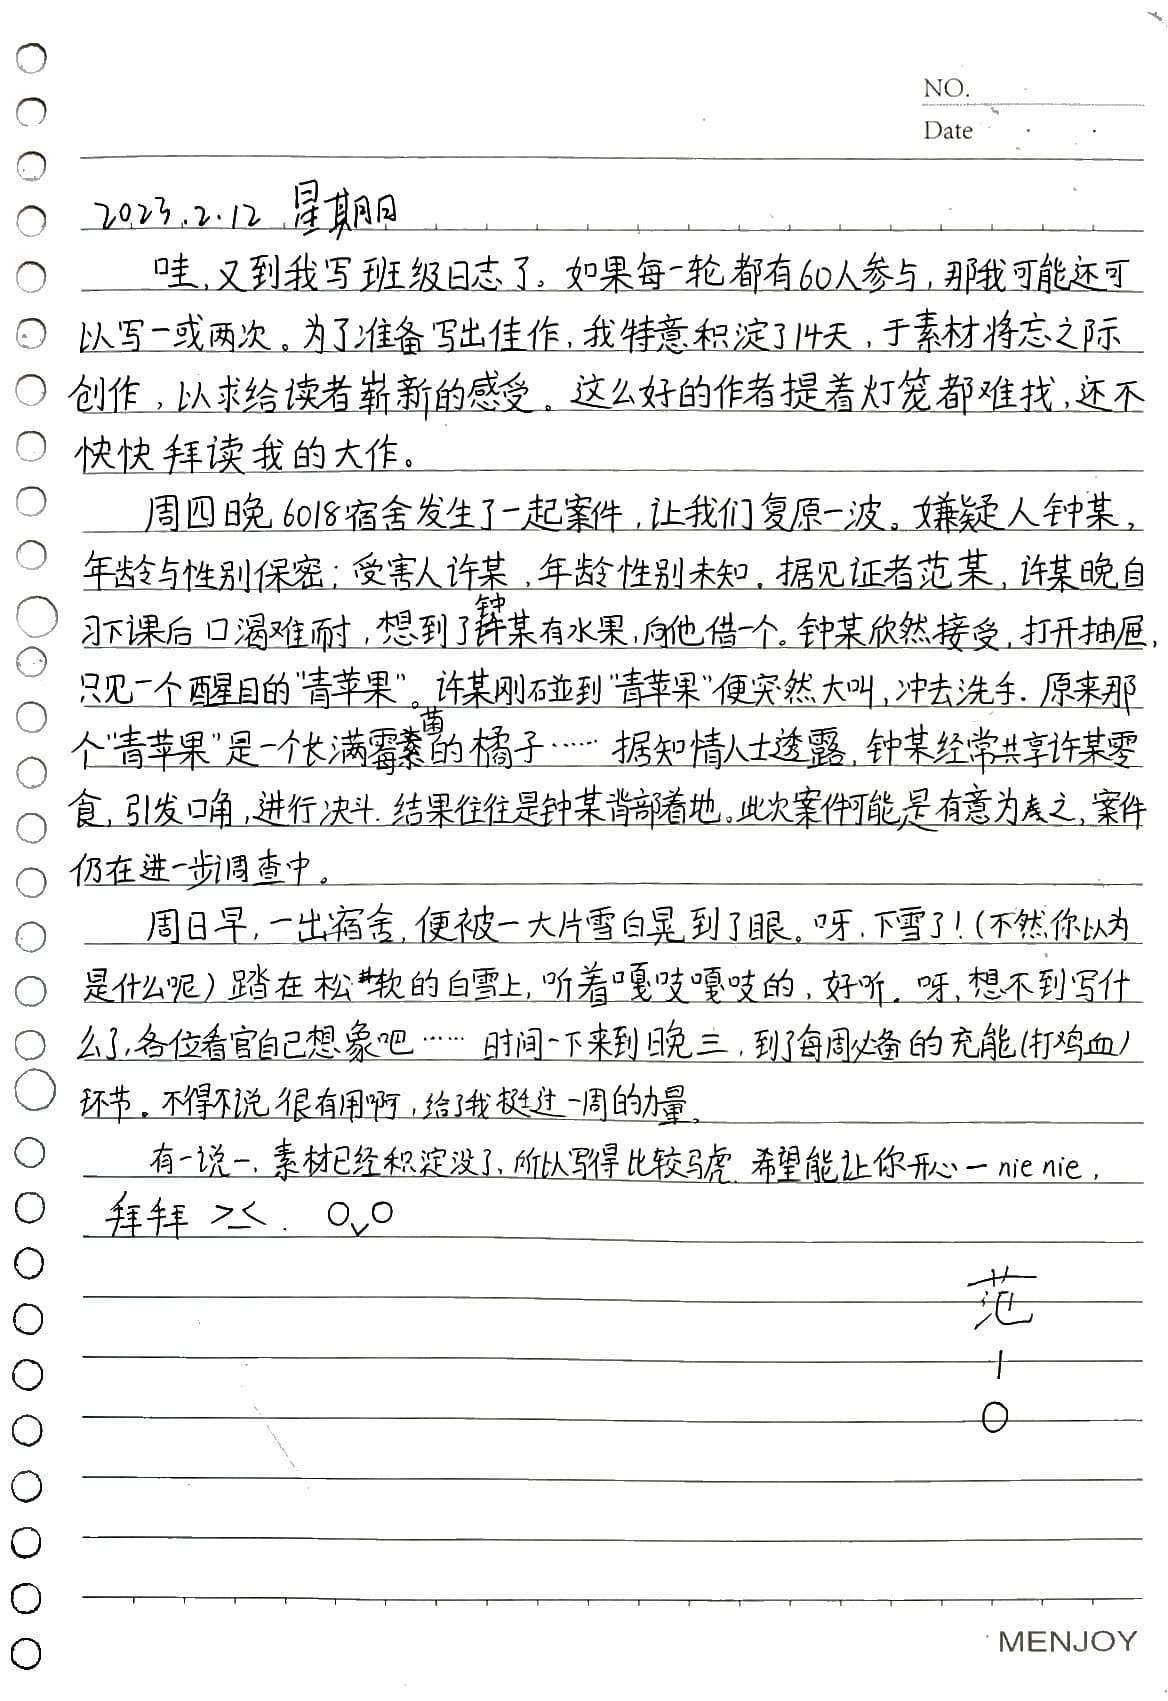 NO.
Date
2023.2.12 星期日
哇,又到我写班级日志了。如果每一轮都有60人参与,那我可能还可
以写一或两次。为了准备写出佳作,我特意积淀了14天,于素材将忘之际
创作,以求给读者崭新的感受。这么好的作者提着灯笼都难找,还不
快快拜读我的大作。
周四晚6018宿舍发生了一起案件,让我们复原一波。嫌疑人钟某,
年龄与性别保密;受害人许某,年龄性别未知。据见证者范某,许某晚自
习下课后口渴难耐,想到了钟某有水果,向他借一个。钟某欣然接受,打开抽屉,
只见一个醒目的“青苹果”。许某刚碰到“青苹果”便突然大叫,冲去洗手.原来那
个“青苹果”是一个长满霉菌的橘子……据知情人士透露,钟某经常共享许某零
食,引发口角,进行决斗.结果往往是钟某背部着地。此次案件可能是有意为之,案件
仍在进一步调查中。
周日早,一出宿舍,便被一大片雪白晃到了眼。呀,下雪了!(不然你以为
是什么呢)踏在松软的白雪上,听着嘎吱嘎吱的,好听.呀,想不到写什
么了,各位看官自己想象吧……时间一下来到晚三,到了每周必备的充能(打鸡血)
环节。不得不说很有用啊,给了我挺过一周的力量.
有一说一,素材已经积淀没了,所以写得比较马虎.希望能让你开心一nie nie,
拜拜 >_<. OvO
范
1
0
MENJOY